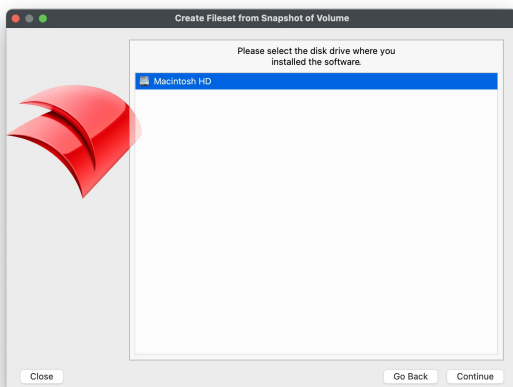 Create Fileset from Snapshot of Volume
Please select the disk drive where you
installed the software.
Macintosh HD
Close
Go Back
Continue